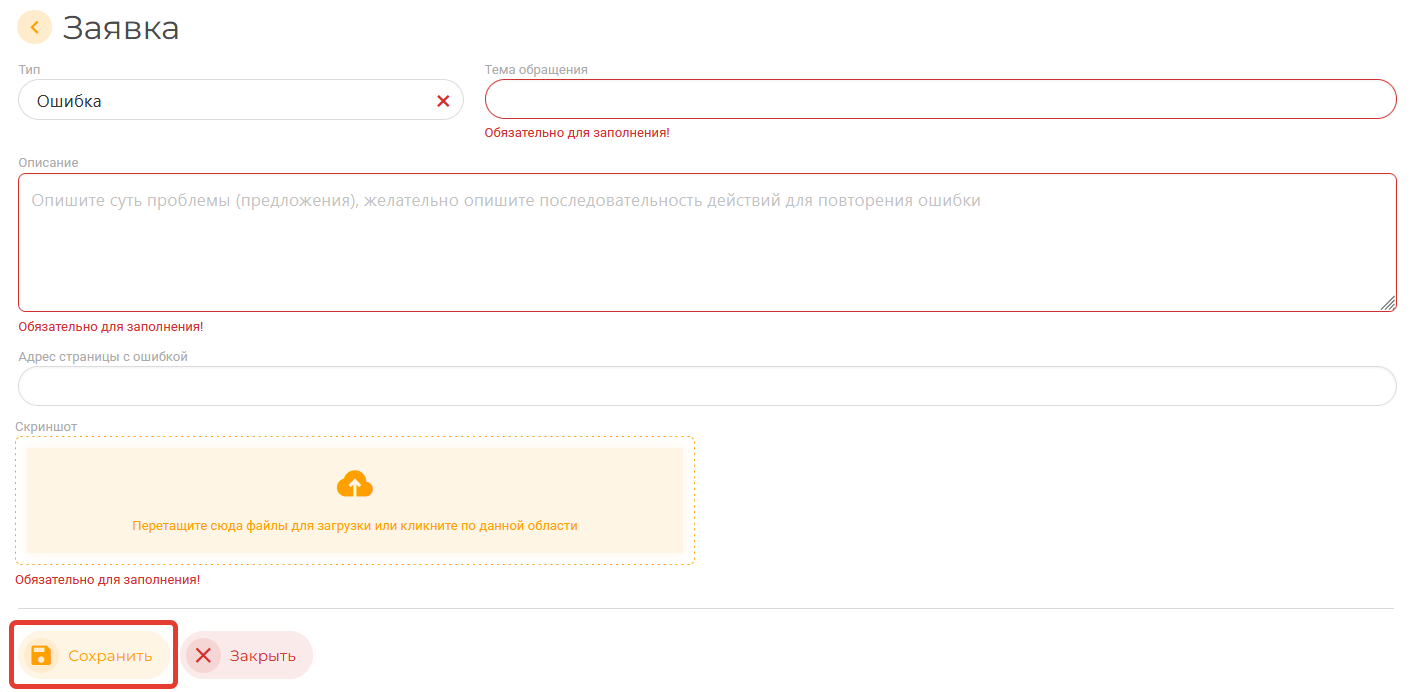 Заявка
Тип
Тема обращения
Ошибка
Обязательно для заполнения!
Описание
Опишите суть проблемы (предложения), желательно опишите последовательность действий для повторения ошибки
Обязательно для заполнения!
Адрес страницы с ошибкой
Скриншот
Перетащите сюда файлы для загрузки или кликните по данной области
Обязательно для заполнения!
Сохранить
Закрыть